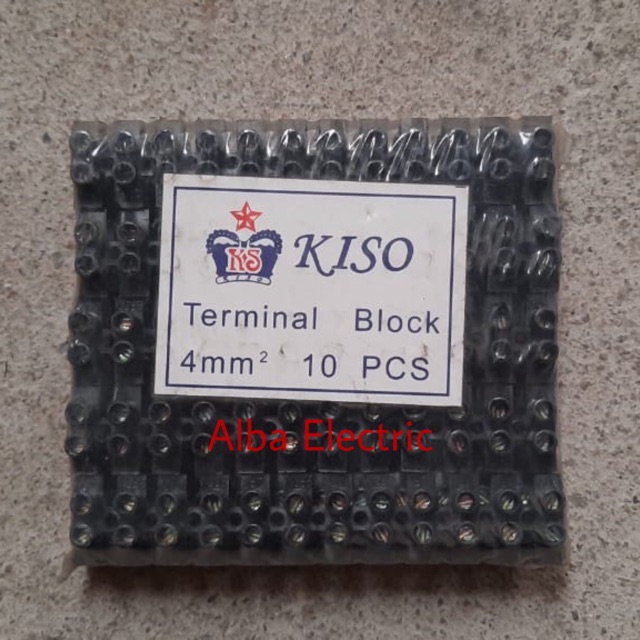 KS
KISO
Terminal Block
4mm² 10 PCS
Alba Electric